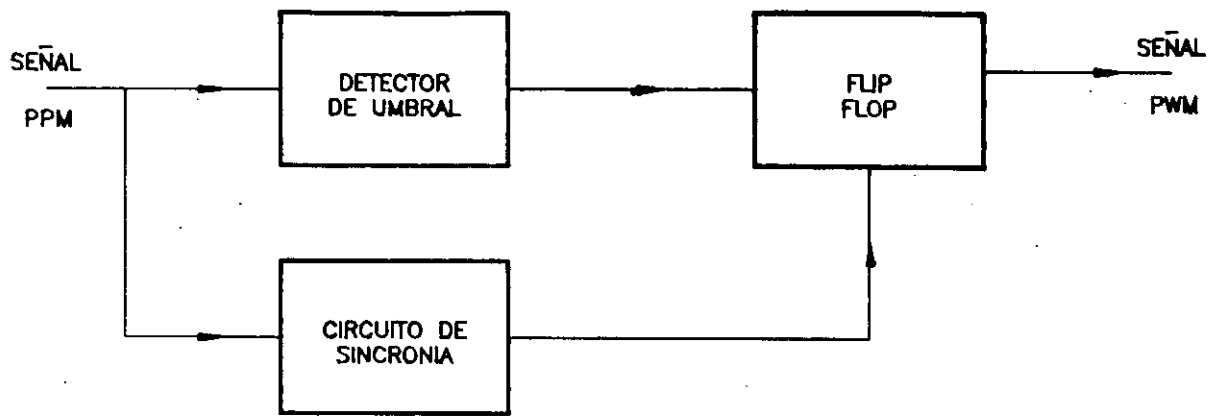 SEÑAL
PPM
DETECTOR
DE UMBRAL
FLIP
FLOP
SEÑAL
PWM
CIRCUITO DE
SINCRONIA